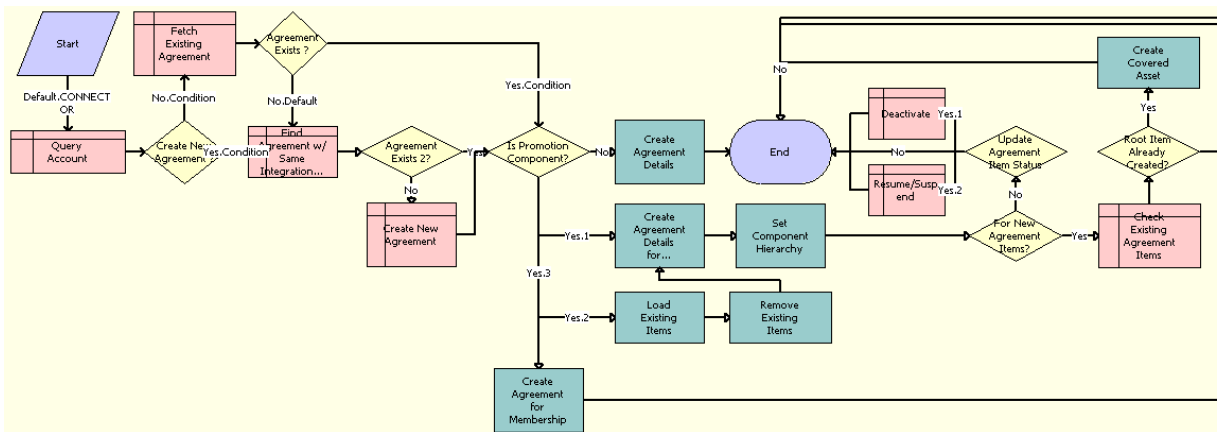 Start
Default.CONNECT
OR
Query
Account
Create New
Agreement
No.Condition
Yes.Condition
Fetch
Existing
Agreement
Agreement
Exists ?
No.Default
Yes.Condition
Find
Agreement w/
Same
Integration...
Agreement
Exists 2?
Yes
No
Create New
Agreement
Is Promotion
Component?
No
Create
Agreement
Details
End
Yes.1
Create
Agreement
Details
for...
Set
Component
Hierarchy
Yes.3
Yes.2
Load
Existing
Items
Remove
Existing
Items
Create
Agreement
for
Membership
For New
Agreement
Items?
No
Yes
Update
Agreement
Item Status
No
Yes.1
Yes.2
Deactivate
Resume/Susp
end
Check
Existing
Agreement
Items
Root Item
Already
Created?
Yes
Create
Covered
Asset
No